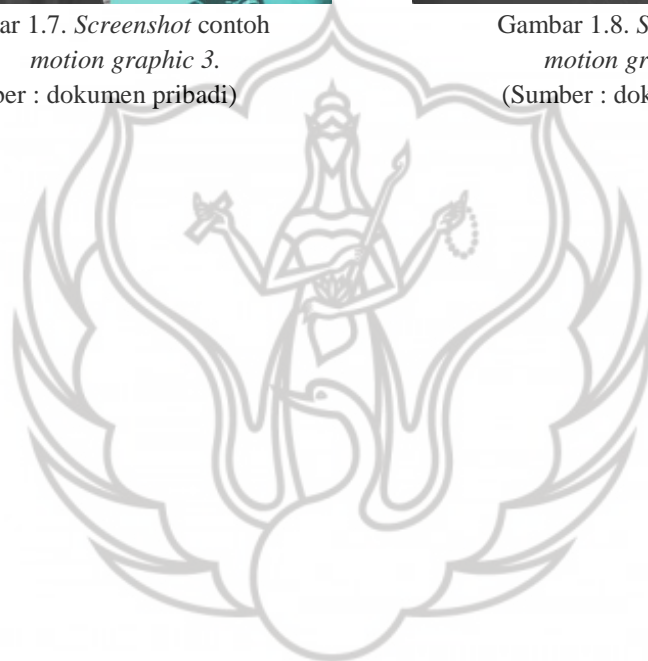 ar 1.7. Screenshot contoh
motion graphic 3.
ber : dokumen pribadi)
Gambar 1.8. S
motion gr
(Sumber : dok